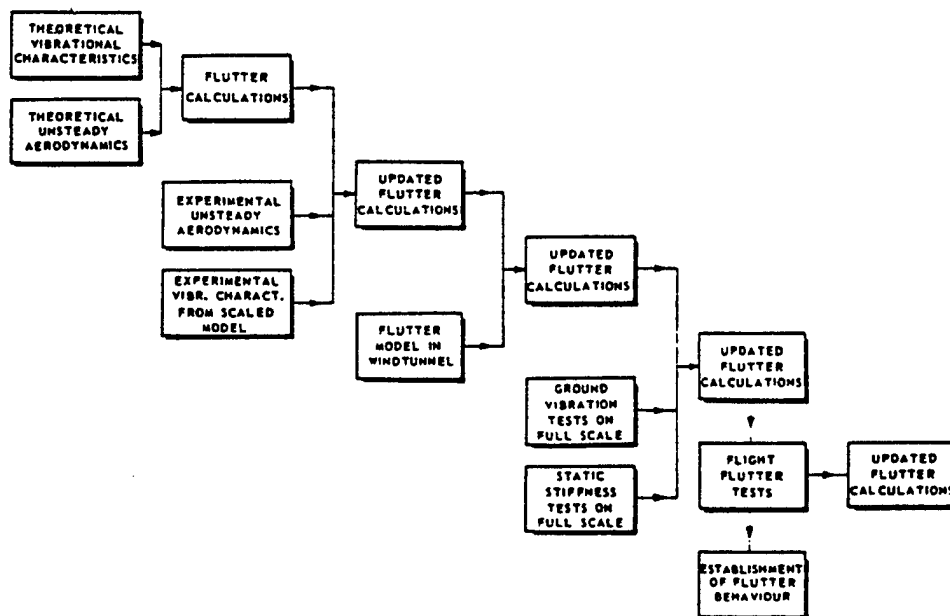 THEORETICAL
VIBRATIONAL
CHARACTERISTICS
THEORETICAL
UNSTEADY
AERODYNAMICS
FLUTTER
CALCULATIONS
EXPERIMENTAL
UNSTEADY
AERODYNAMICS
EXPERIMENTAL
VIBR. CHARACT.
FROM SCALED
MODEL
UPDATED
FLUTTER
CALCULATIONS
FLUTTER
MODEL IN
WINDTUNNEL
UPDATED
FLUTTER
CALCULATIONS
GROUND
VIBRATION
TESTS ON
FULL SCALE
STATIC
STIFFNESS
TESTS ON
FULL SCALE
UPDATED
FLUTTER
CALCULATIONS
FLIGHT
FLUTTER
TESTS
UPDATED
FLUTTER
CALCULATIONS
ESTABLISHMENT
OF FLUTTER
BEHAVIOUR